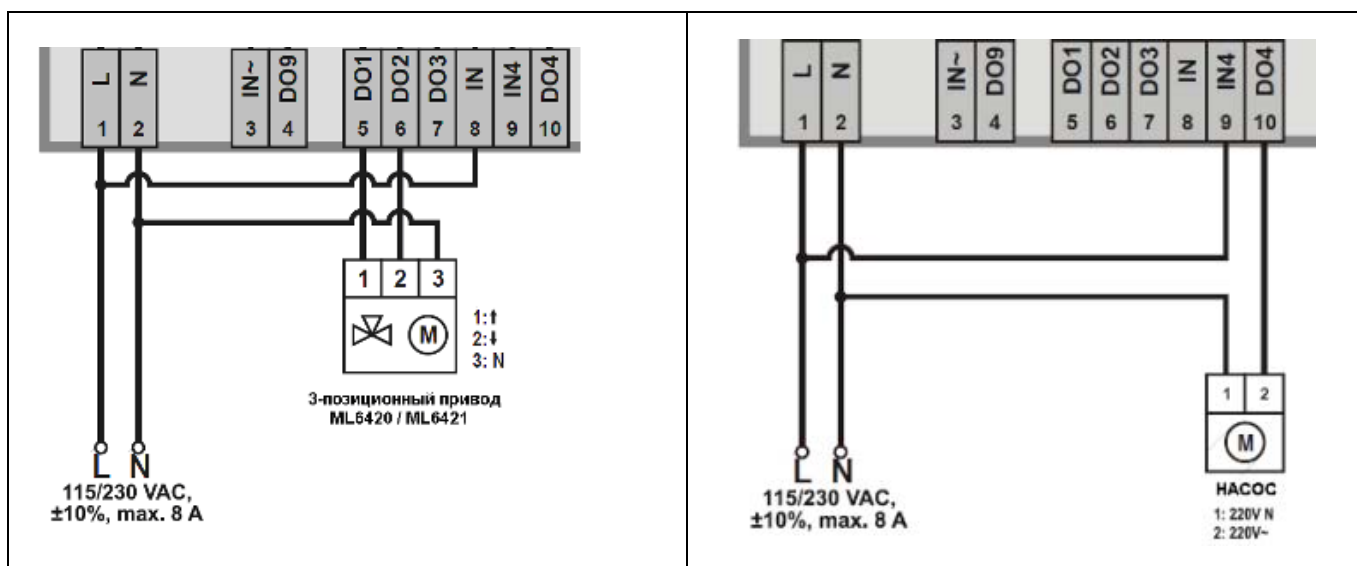 L N IN~ DO9 DO1 DO2 DO3 IN IN4 DO4
1 2 3 4 5 6 7 8 9 10
1 2 3
M
1:↑
2:↓
3: N
3-позиционный привод
ML6420 / ML6421
L N
115/230 VAC,
±10%, max. 8 A
L N IN~ DO9 DO1 DO2 DO3 IN IN4 DO4
1 2 3 4 5 6 7 8 9 10
1 2
M
НАСОС
1: 220V N
2: 220V~
L N
115/230 VAC,
±10%, max. 8 A